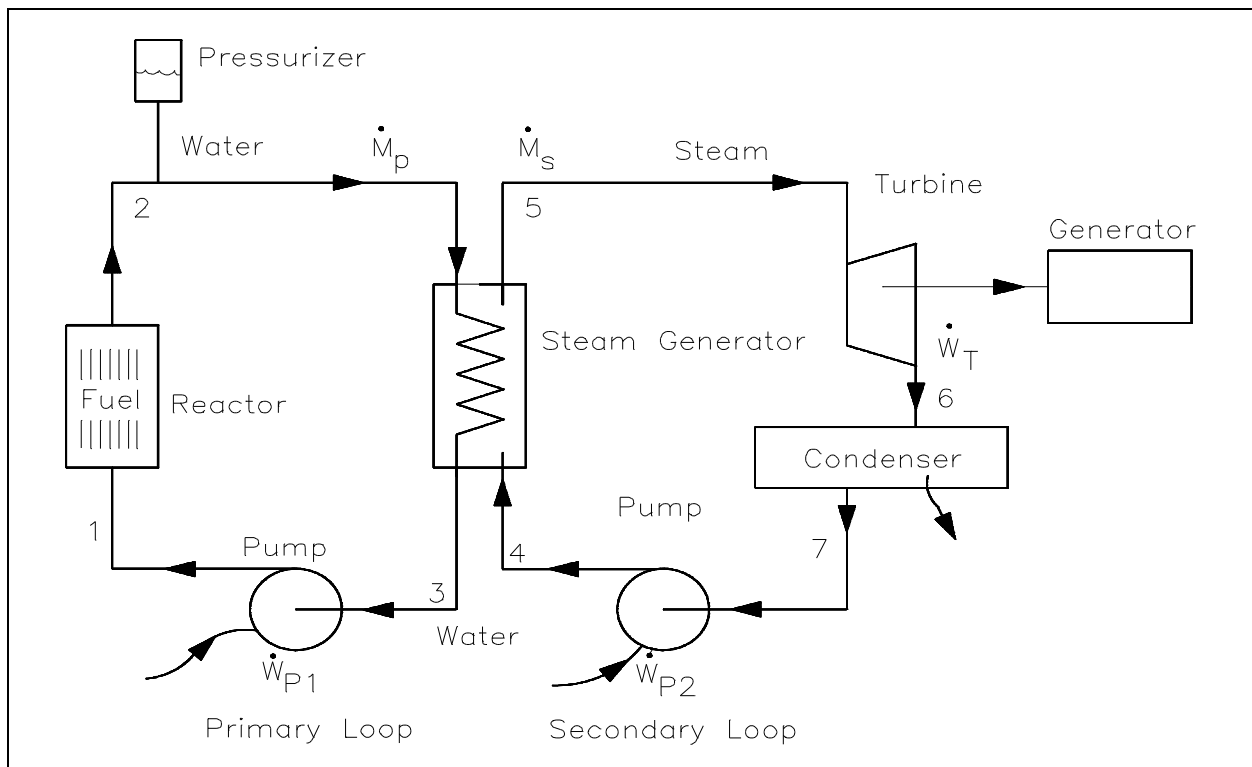 Pressurizer
Water
Ṁp
Ṁs
Steam
Turbine
2
5
Generator
Steam Generator
ẆT
Fuel
Reactor
6
Condenser
Pump
1
7
Pump
4
3
Water
ẆP1
ẆP2
Primary Loop
Secondary Loop